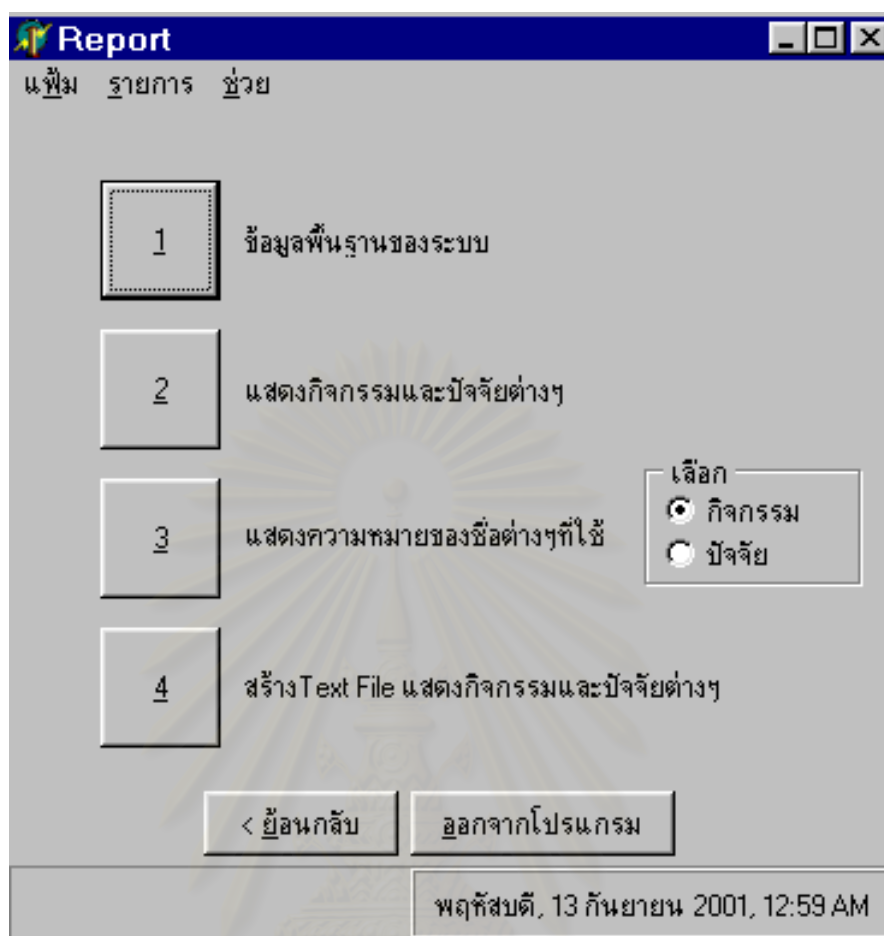 Report
แฟ้ม รายการ ช่วย
1 ข้อมูลพื้นฐานของระบบ
2 แสดงกิจกรรมและปัจจัยต่างๆ
เลือก
กิจกรรม
3 แสดงความหมายของชื่อต่างๆที่ใช้
ปัจจัย
4 สร้างText File แสดงกิจกรรมและปัจจัยต่างๆ
< ย้อนกลับ ออกจากโปรแกรม
พฤหัสบดี, 13 กันยายน 2001, 12:59 AM